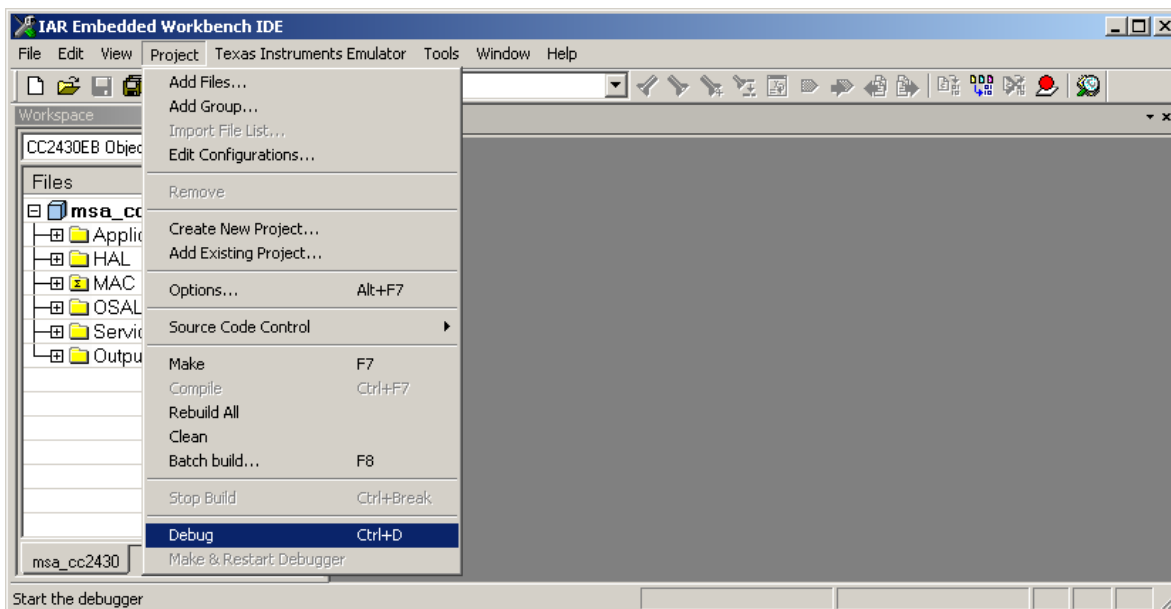 IAR Embedded Workbench IDE
File Edit View Project Texas Instruments Emulator Tools Window Help
Workspace
CC2430EB Objec
Files
msa_cc
Applic
HAL
MAC
OSAL
Servic
Outpu
Add Files...
Add Group...
Import File List...
Edit Configurations...
Remove
Create New Project...
Add Existing Project...
Options... Alt+F7
Source Code Control
Make F7
Compile Ctrl+F7
Rebuild All
Clean
Batch build... F8
Stop Build Ctrl+Break
Debug Ctrl+D
Make & Restart Debugger
msa_cc2430
Start the debugger